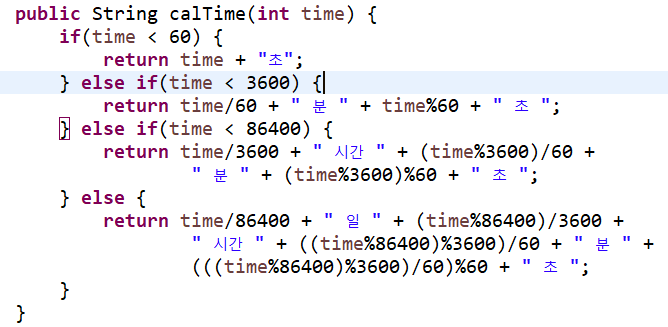 public String calTime(int time) {
    if(time < 60) {
        return time + "초";
    } else if(time < 3600) {
        return time/60 + " 분 " + time%60 + " 초 ";
    } else if(time < 86400) {
        return time/3600 + " 시간 " + (time%3600)/60 +
                " 분 " + (time%3600)%60 + " 초 ";
    } else {
        return time/86400 + " 일 " + (time%86400)/3600 +
                " 시간 " + ((time%86400)%3600)/60 + " 분 " +
                (((time%86400)%3600)/60)%60 + " 초 ";
    }
}